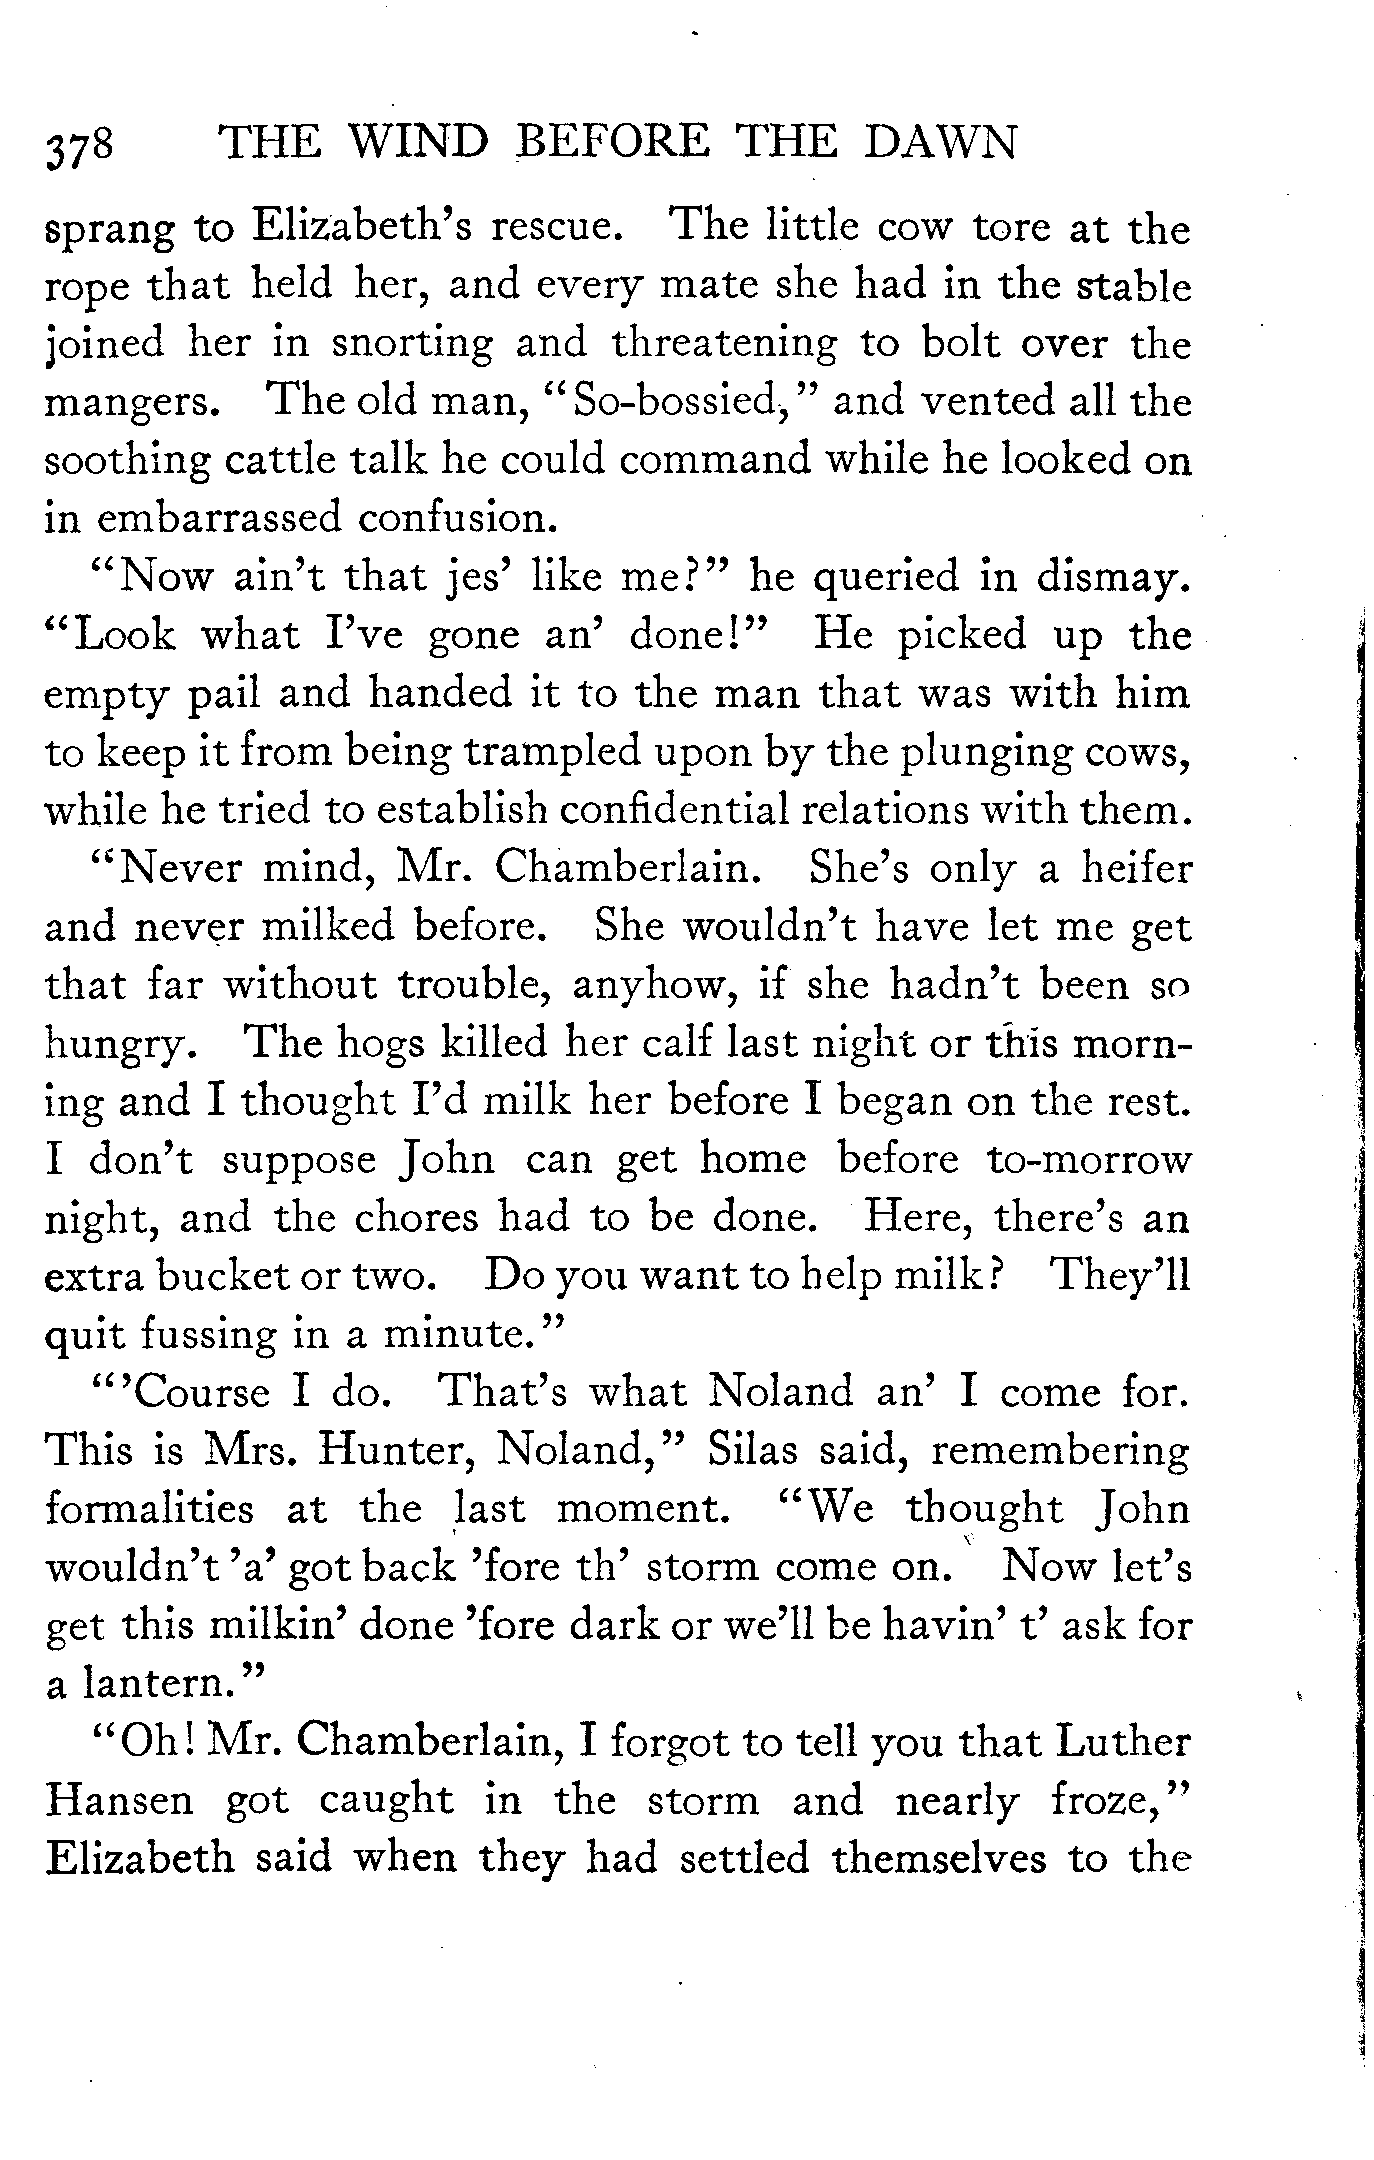 378 THE WIND BEFORE THE DAWN
sprang to Elizabeth's rescue. The little cow tore at the
rope that held her, and every mate she had in the stable
joined her in snorting and threatening to bolt over the
mangers. The old man, "So-bossied," and vented all the
soothing cattle talk he could command while he looked on
in embarrassed confusion.
"Now ain't that jes' like me?" he queried in dismay.
"Look what I've gone an' done!" He picked up the
empty pail and handed it to the man that was with him
to keep it from being trampled upon by the plunging cows,
while he tried to establish confidential relations with them.
"Never mind, Mr. Chamberlain. She's only a heifer
and never milked before. She wouldn't have let me get
that far without trouble, anyhow, if she hadn't been so
hungry. The hogs killed her calf last night or this morn-
ing and I thought I'd milk her before I began on the rest.
I don't suppose John can get home before to-morrow
night, and the chores had to be done. Here, there's an
extra bucket or two. Do you want to help milk? They'll
quit fussing in a minute."
"'Course I do. That's what Noland an' I come for.
This is Mrs. Hunter, Noland," Silas said, remembering
formalities at the last moment. "We thought John
wouldn't 'a' got back 'fore th' storm come on. Now let's
get this milkin' done 'fore dark or we'll be havin' t' ask for
a lantern."
"Oh! Mr. Chamberlain, I forgot to tell you that Luther
Hansen got caught in the storm and nearly froze,"
Elizabeth said when they had settled themselves to the